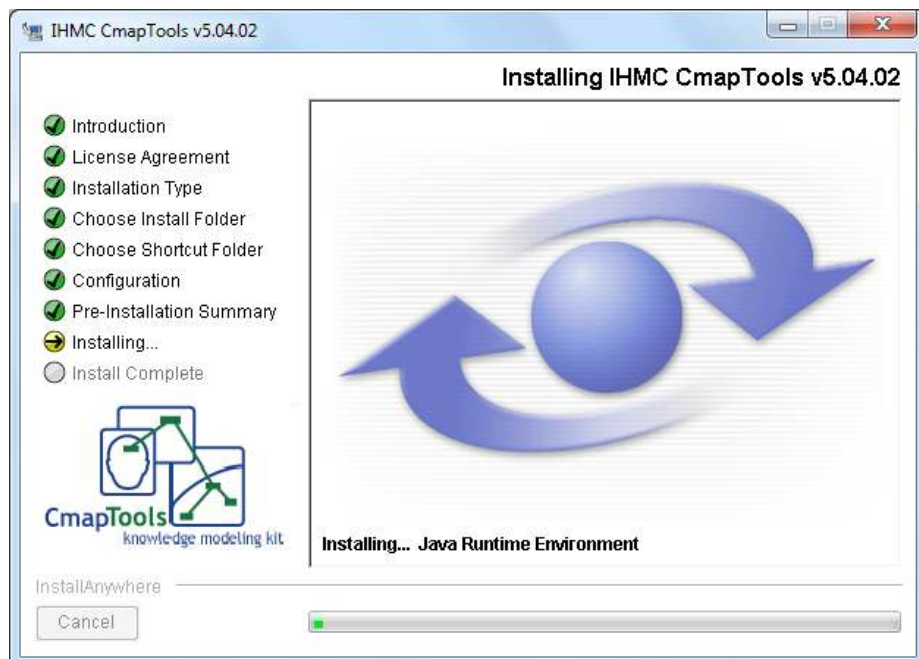 IHMC CmapTools v5.04.02
Installing IHMC CmapTools v5.04.02
Introduction
License Agreement
Installation Type
Choose Install Folder
Choose Shortcut Folder
Configuration
Pre-Installation Summary
Installing...
Install Complete
CmapTools
knowledge modeling kit
Installing... Java Runtime Environment
InstallAnywhere
Cancel